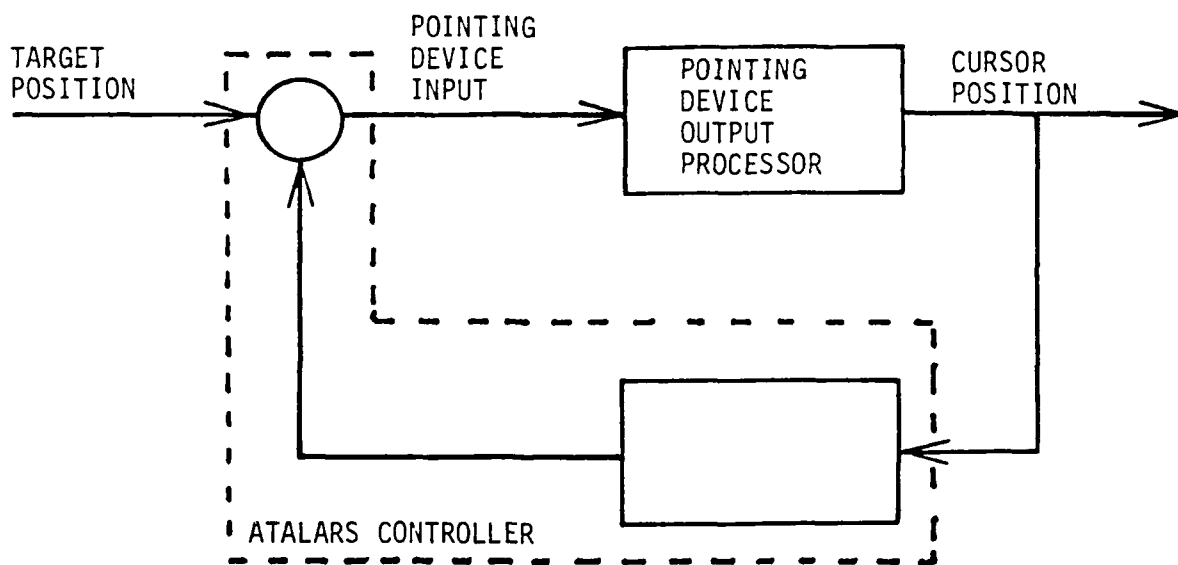 TARGET
POSITION
POINTING
DEVICE
INPUT
POINTING
DEVICE
OUTPUT
PROCESSOR
CURSOR
POSITION
ATALARS CONTROLLER